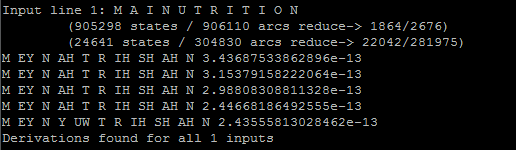 Input line 1: M A I N U T R I T I O N
(905298 states / 906110 arcs reduce-> 1864/2676)
(24641 states / 304830 arcs reduce-> 22042/281975)
M EY N AH T R IH SH AH N 3.43687533862896e-13
M EY N AH T R IH SH AH N 3.15379158222064e-13
M EY N AH T R IH SH AH N 2.98808308811328e-13
M EY N AH T R IH SH AH N 2.44668186492555e-13
M EY N Y UW T R IH SH AH N 2.43555813028462e-13
Derivations found for all 1 inputs